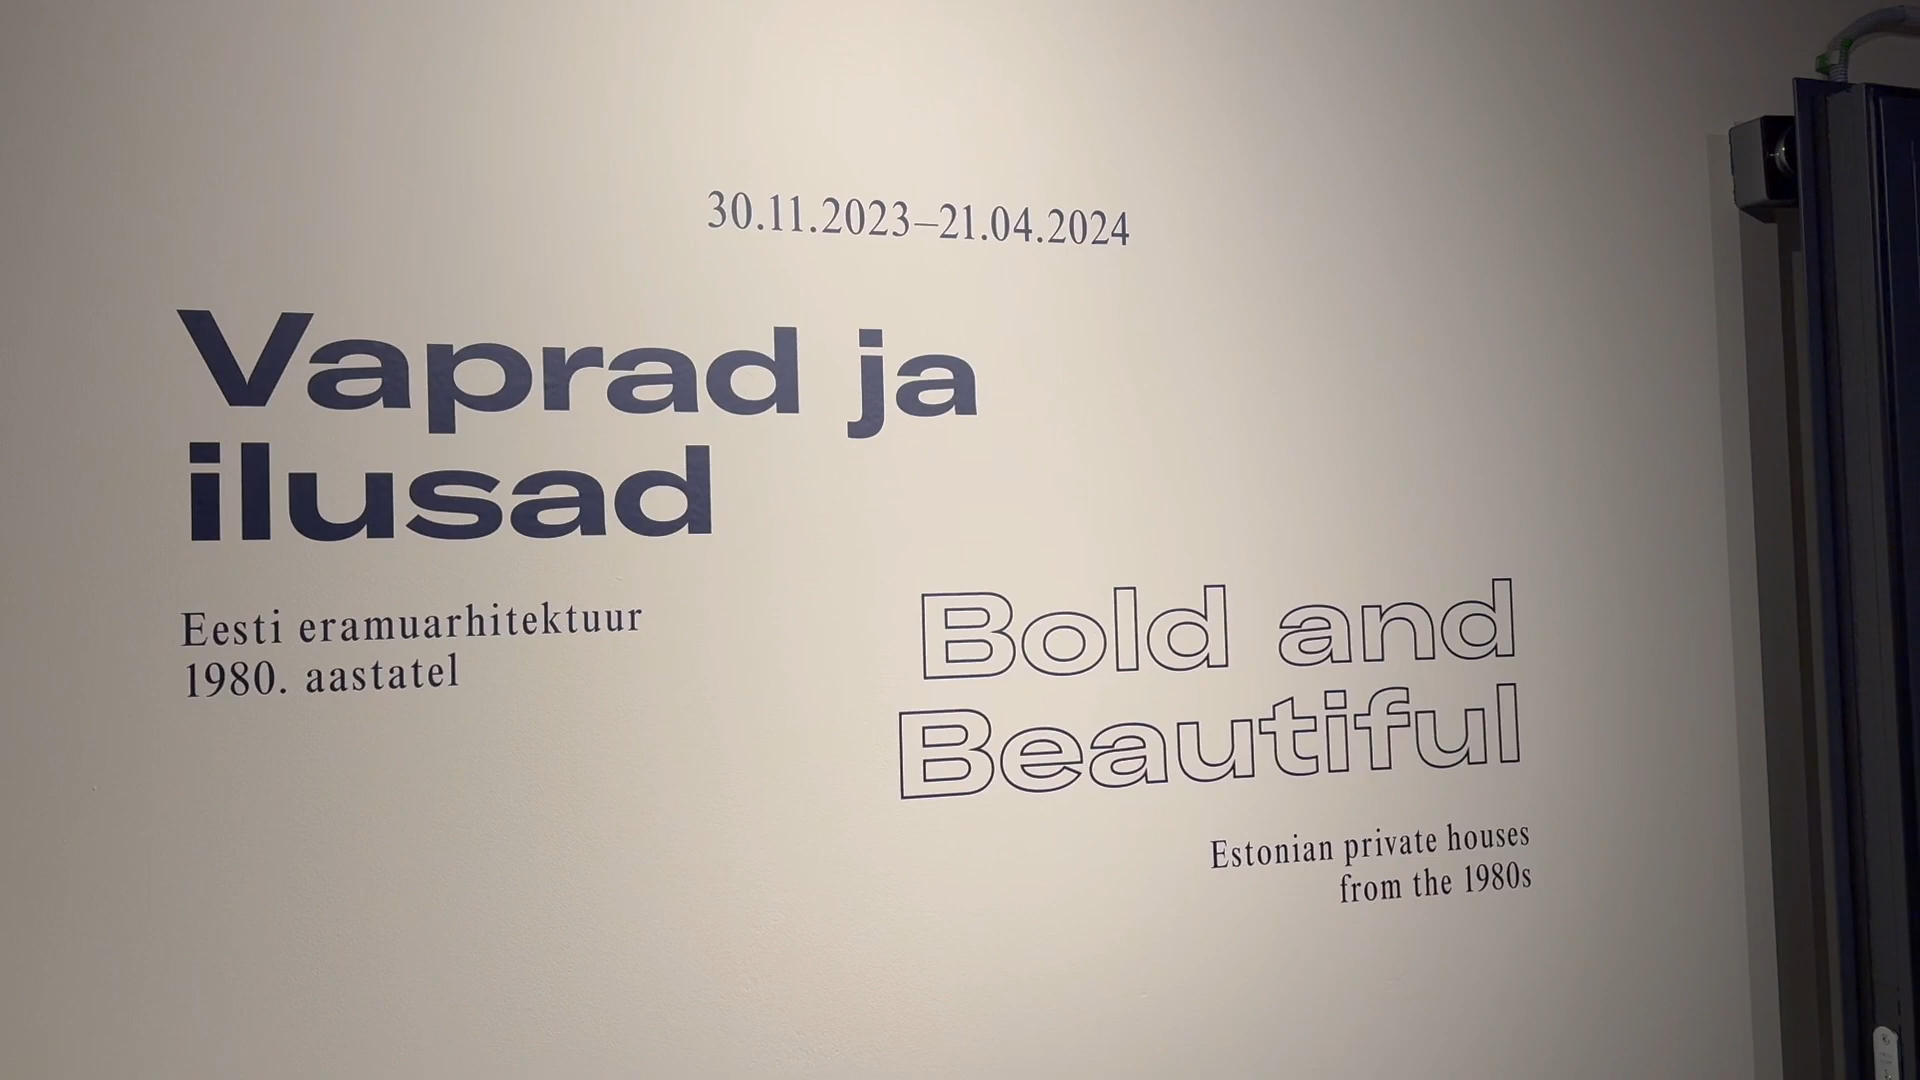 30.11.2023–21.04.2024
Vaprad ja
ilusad
Eesti eramuarhitektuur
1980. aastatel
Bold and
Beautiful
Estonian private houses
from the 1980s